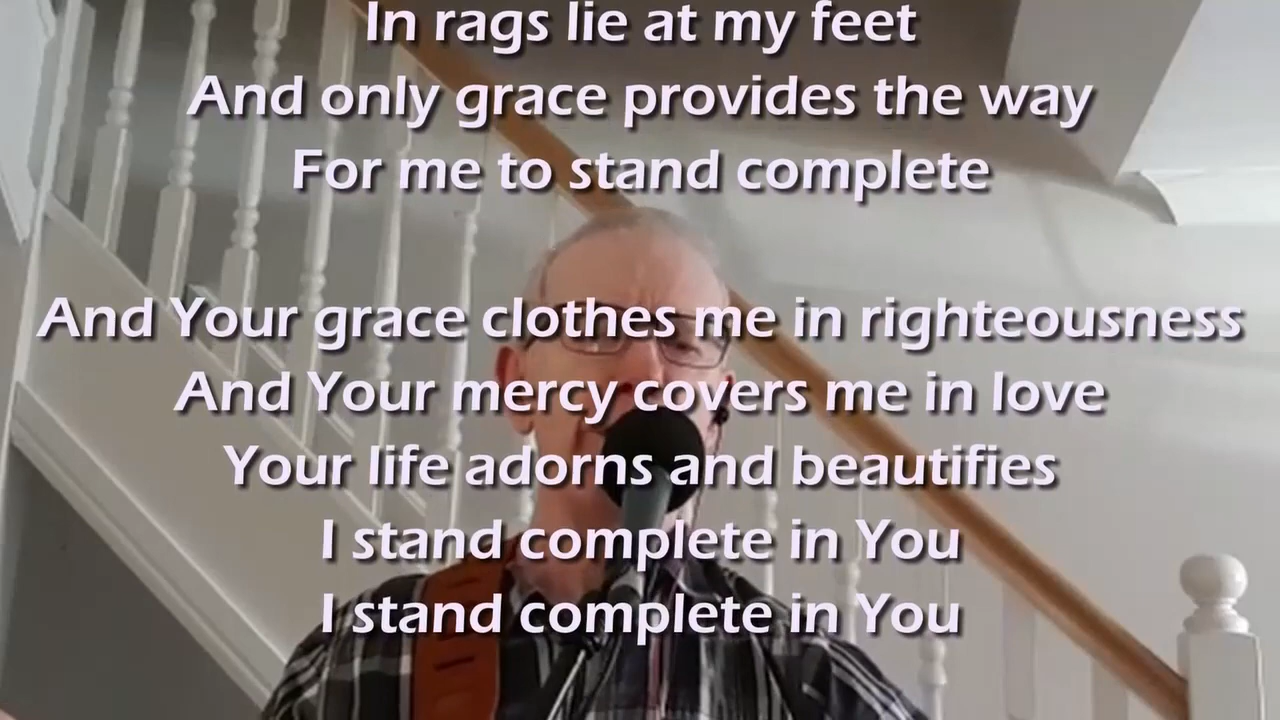 In rags lie at my feet
And only grace provides the way
For me to stand complete
And Your grace clothes me in righteousness
And Your mercy covers me in love
Your life adorns and beautifies
I stand complete in You
I stand complete in You